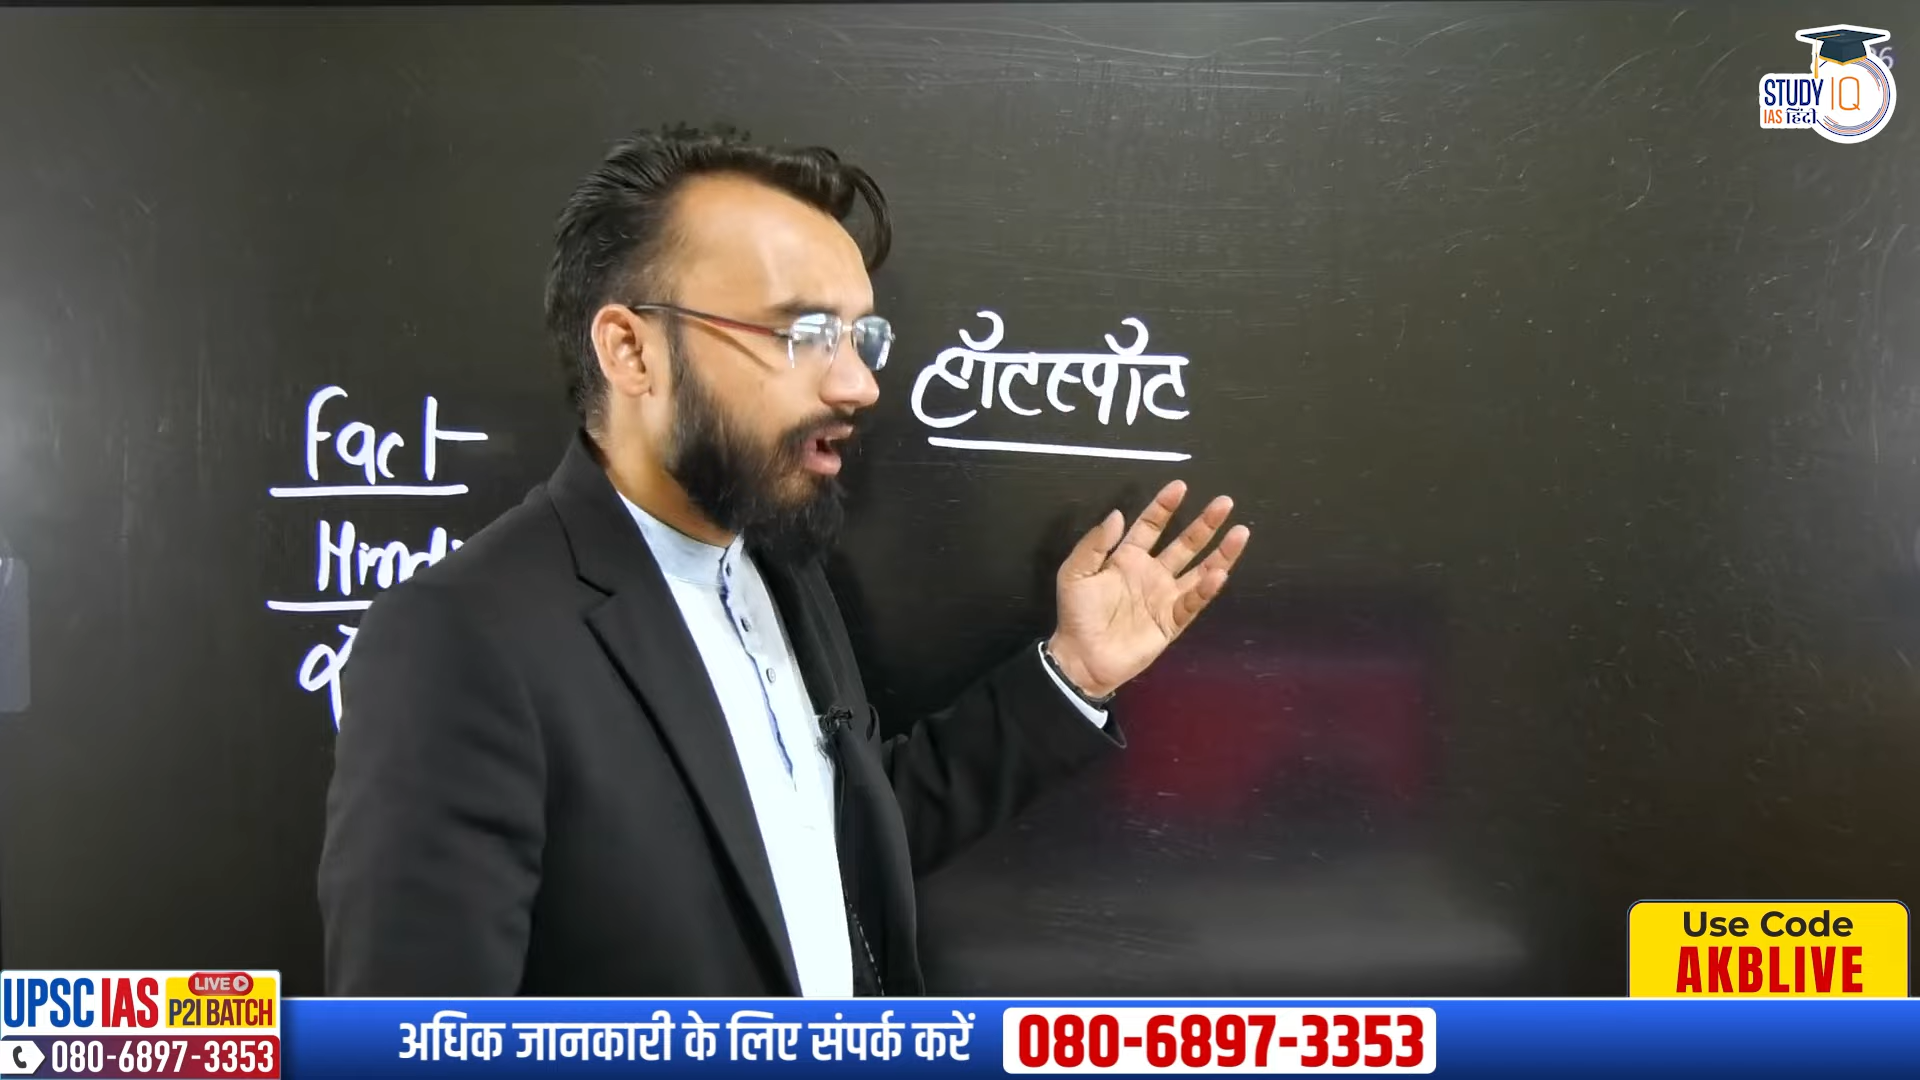 STUDY IQ
IAS हिंदी
हॉटस्पॉट
Fact
Use Code
AKBLIVE
UPSC IAS
LIVE
P2I BATCH
080-6897-3353
अधिक जानकारी के लिए संपर्क करें
080-6897-3353